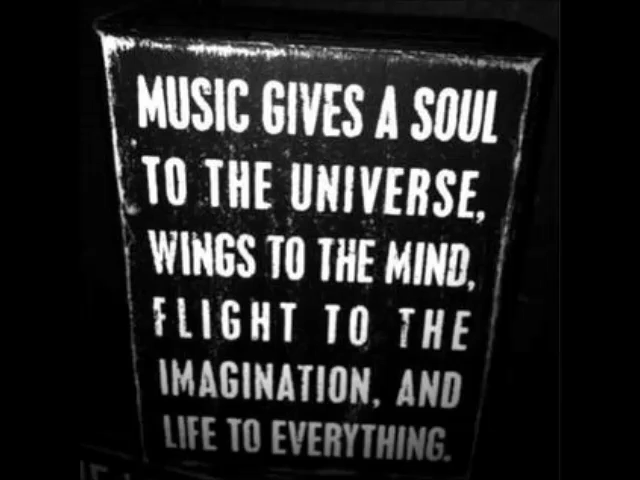 MUSIC GIVES A SOUL
TO THE UNIVERSE,
WINGS TO THE MIND,
FLIGHT TO THE
IMAGINATION, AND
LIFE TO EVERYTHING.